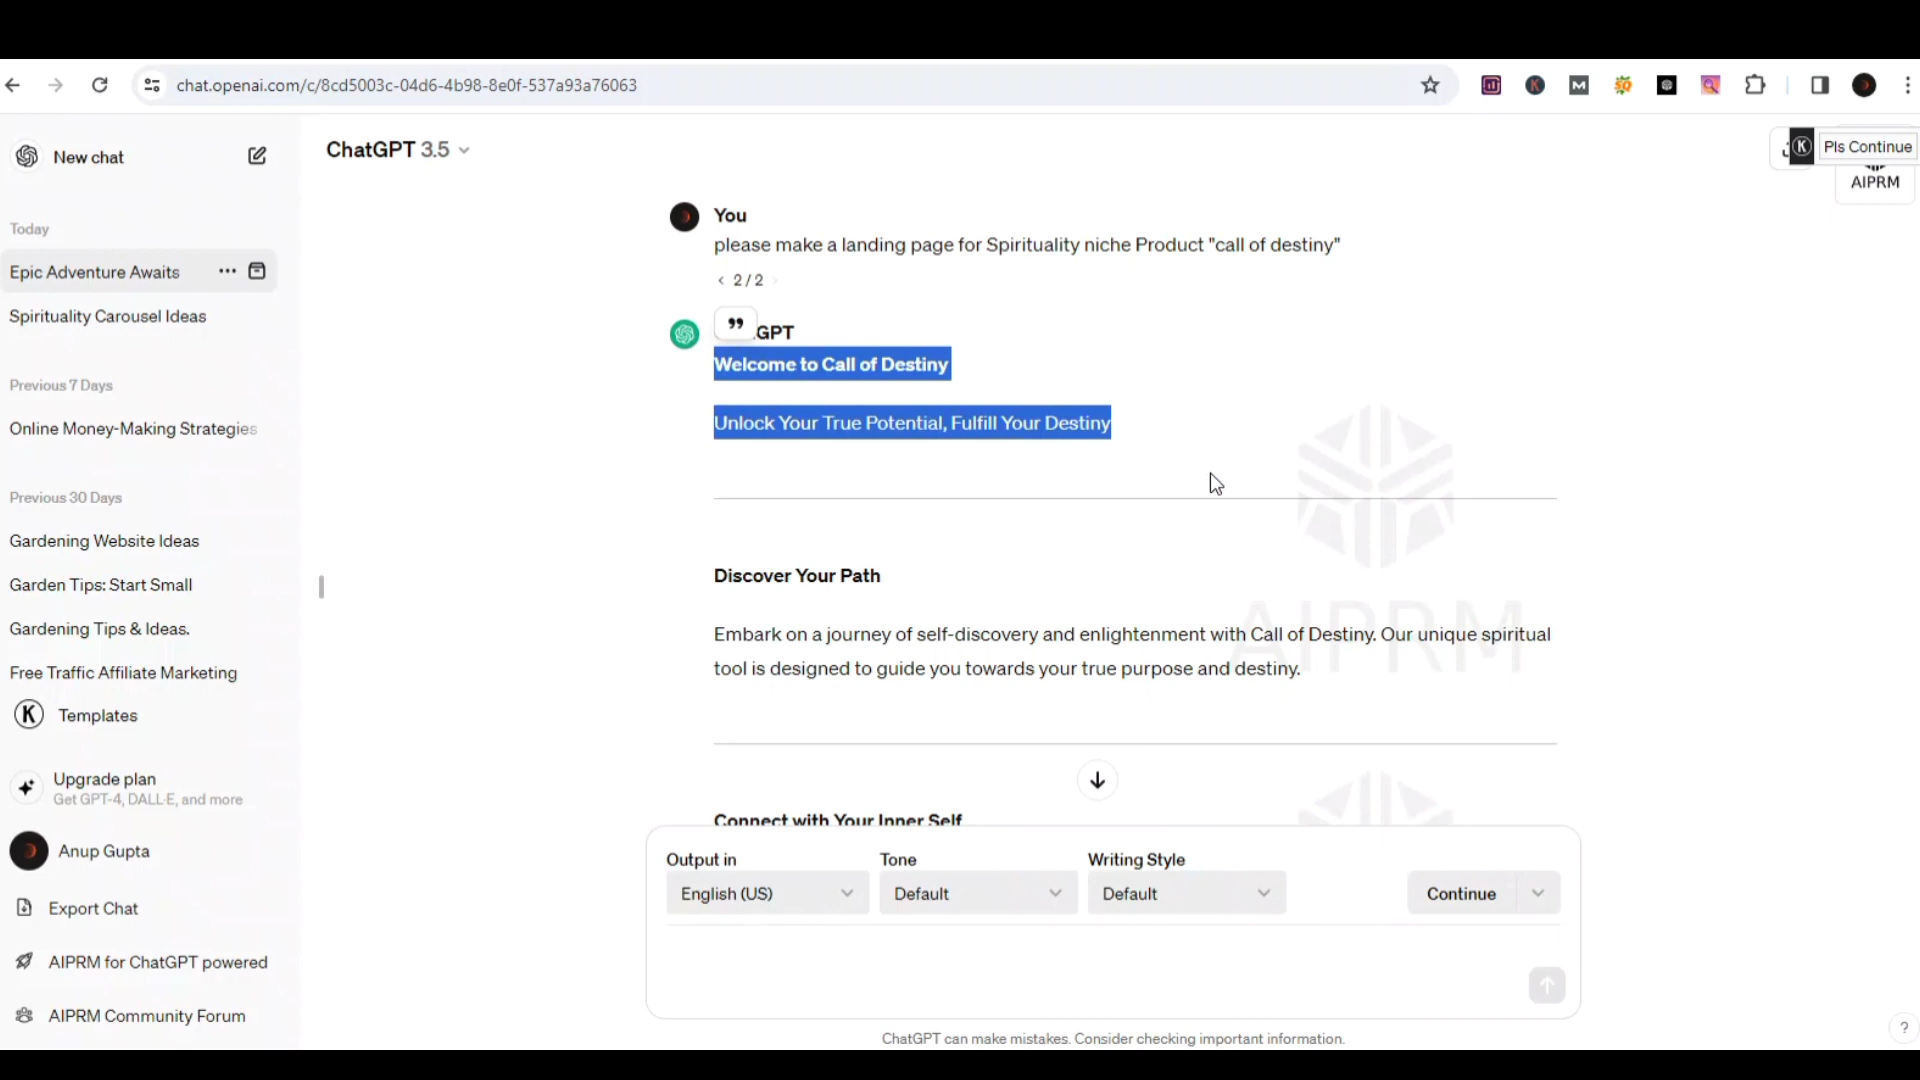 chat.openai.com/c/8cd5003c-04d6-4b98-8e0f-537a93a76063
New chat
ChatGPT 3.5
Pls Continue
AIPRM
Today
Epic Adventure Awaits
Spirituality Carousel Ideas
Previous 7 Days
Online Money-Making Strategies
Previous 30 Days
Gardening Website Ideas
Garden Tips: Start Small
Gardening Tips & Ideas.
Free Traffic Affiliate Marketing
Templates
Upgrade plan
Get GPT-4, DALL·E, and more
Anup Gupta
Export Chat
AIPRM for ChatGPT powered
AIPRM Community Forum
You
please make a landing page for Spirituality niche Product "call of destiny"
2 / 2
GPT
Welcome to Call of Destiny
Unlock Your True Potential, Fulfill Your Destiny
Discover Your Path
Embark on a journey of self-discovery and enlightenment with Call of Destiny. Our unique spiritual
tool is designed to guide you towards your true purpose and destiny.
AIPRM
Connect with Your Inner Self
Output in
Tone
Writing Style
English (US)
Default
Default
Continue
ChatGPT can make mistakes. Consider checking important information.
?